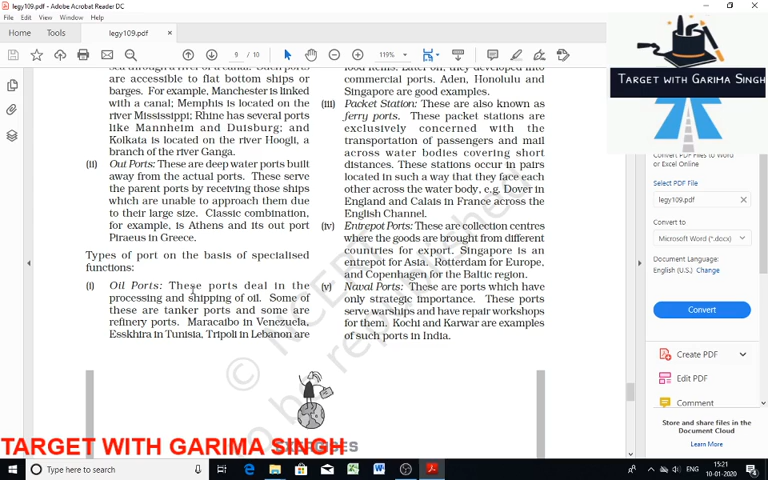 legy109.pdf - Adobe Acrobat Reader DC
File Edit View Window Help
Home Tools legy109.pdf ×
9 / 10 119%
are accessible to flat bottom ships or
barges. For example, Manchester is linked
with a canal; Memphis is located on the
river Mississippi; Rhine has several ports
like Mannheim and Duisburg; and
Kolkata is located on the river Hoogli, a
branch of the river Ganga.
(ii) Out Ports: These are deep water ports built
away from the actual ports. These serve
the parent ports by receiving those ships
which are unable to approach them due
to their large size. Classic combination,
for example, is Athens and its out port
Piraeus in Greece.
Types of port on the basis of specialised
functions:
(i) Oil Ports: These ports deal in the
processing and shipping of oil. Some of
these are tanker ports and some are
refinery ports. Maracaibo in Venezuela,
Esskhira in Tunisia, Tripoli in Lebanon are
commercial ports. Aden, Honolulu and
Singapore are good examples.
(iii) Packet Station: These are also known as
ferry ports. These packet stations are
exclusively concerned with the
transportation of passengers and mail
across water bodies covering short
distances. These stations occur in pairs
located in such a way that they face each
other across the water body, e.g. Dover in
England and Calais in France across the
English Channel.
(iv) Entrepot Ports: These are collection centres
where the goods are brought from different
countries for export. Singapore is an
entrepot for Asia. Rotterdam for Europe,
and Copenhagen for the Baltic region.
(v) Naval Ports: These are ports which have
only strategic importance. These ports
serve warships and have repair workshops
for them. Kochi and Karwar are examples
of such ports in India.
TARGET WITH GARIMA SINGH
Convert PDFs to Word
or Excel Online
Select PDF File
legy109.pdf ×
Convert to
Microsoft Word (*.docx)
Document Language:
English (U.S.) Change
Convert
Create PDF
Edit PDF
Comment
Store and share files in the
Document Cloud
Learn More
TARGET WITH GARIMA SINGH
Type here to search
15:21
10-01-2020